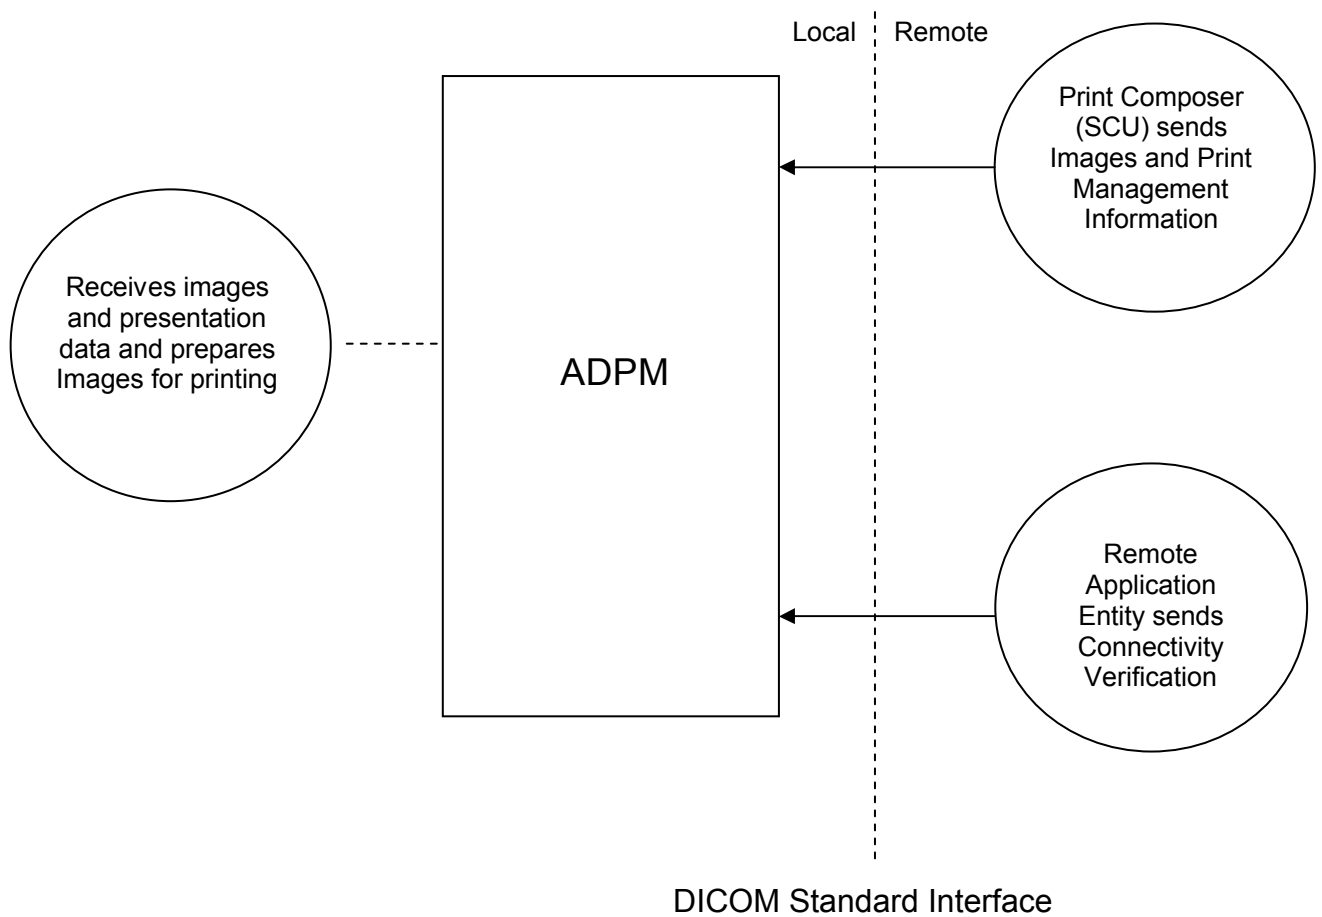 Local
Remote
Print Composer
(SCU) sends
Images and Print
Management
Information
Receives images
and presentation
data and prepares
Images for printing
ADPM
Remote
Application
Entity sends
Connectivity
Verification
DICOM Standard Interface